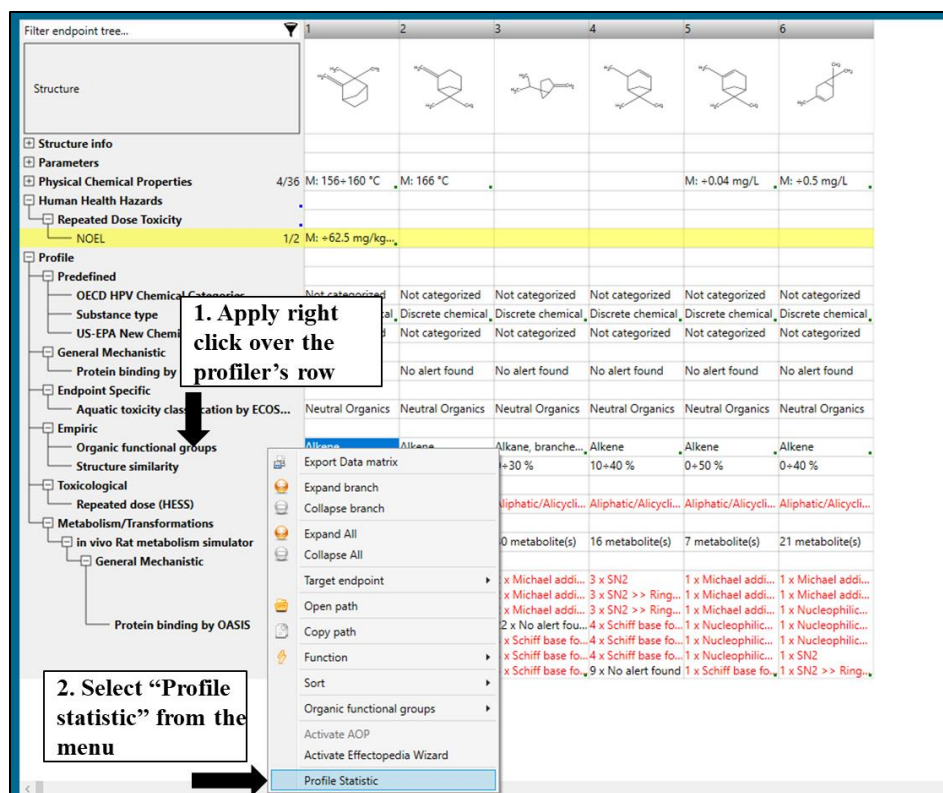 Filter endpoint tree... 1 2 3 4 5 6
Structure
Structure info
Parameters
Physical Chemical Properties 4/36 M: 156÷160 °C M: 166 °C M: ÷0.04 mg/L M: ÷0.5 mg/L
Human Health Hazards
Repeated Dose Toxicity
NOEL 1/2 M: ÷62.5 mg/kg...
Profile
Predefined
OECD HPV Chemical Categories Not categorized Not categorized Not categorized Not categorized Not categorized Not categorized
Substance type Discrete chemical Discrete chemical Discrete chemical Discrete chemical Discrete chemical
US-EPA New Chemi Not categorized Not categorized Not categorized Not categorized Not categorized
General Mechanistic
Protein binding by No alert found No alert found No alert found No alert found No alert found
Endpoint Specific
Aquatic toxicity classification by ECOS... Neutral Organics Neutral Organics Neutral Organics Neutral Organics Neutral Organics Neutral Organics
Empiric
Organic functional groups Alkene Alkene Alkane, branche... Alkene Alkene Alkene
Structure similarity ÷30 % 10÷40 % 0÷50 % 0÷40 %
Toxicological
Repeated dose (HESS) Aliphatic/Alicycli... Aliphatic/Alicycli... Aliphatic/Alicycli... Aliphatic/Alicycli...
Metabolism/Transformations
in vivo Rat metabolism simulator 0 metabolite(s) 16 metabolite(s) 7 metabolite(s) 21 metabolite(s)
General Mechanistic
x Michael addi... 3 x SN2 1 x Michael addi... 1 x Michael addi...
x Michael addi... 3 x SN2 >> Ring... 1 x Michael addi... 1 x Michael addi...
x Michael addi... 3 x SN2 >> Ring... 1 x Michael addi... 1 x Nucleophilic...
Protein binding by OASIS 2 x No alert fou... 4 x Schiff base fo... 1 x Nucleophilic... 1 x Nucleophilic...
x Schiff base fo... 4 x Schiff base fo... 1 x Nucleophilic... 1 x Nucleophilic...
x Schiff base fo... 4 x Schiff base fo... 1 x Nucleophilic... 1 x SN2
x Schiff base fo... 9 x No alert found 1 x Schiff base fo... 1 x SN2 >> Ring...
1. Apply right
click over the
profiler's row
Export Data matrix
Expand branch
Collapse branch
Expand All
Collapse All
Target endpoint
Open path
Copy path
Function
Sort
Organic functional groups
Activate AOP
Activate Effectopedia Wizard
Profile Statistic
2. Select “Profile
statistic” from the
menu